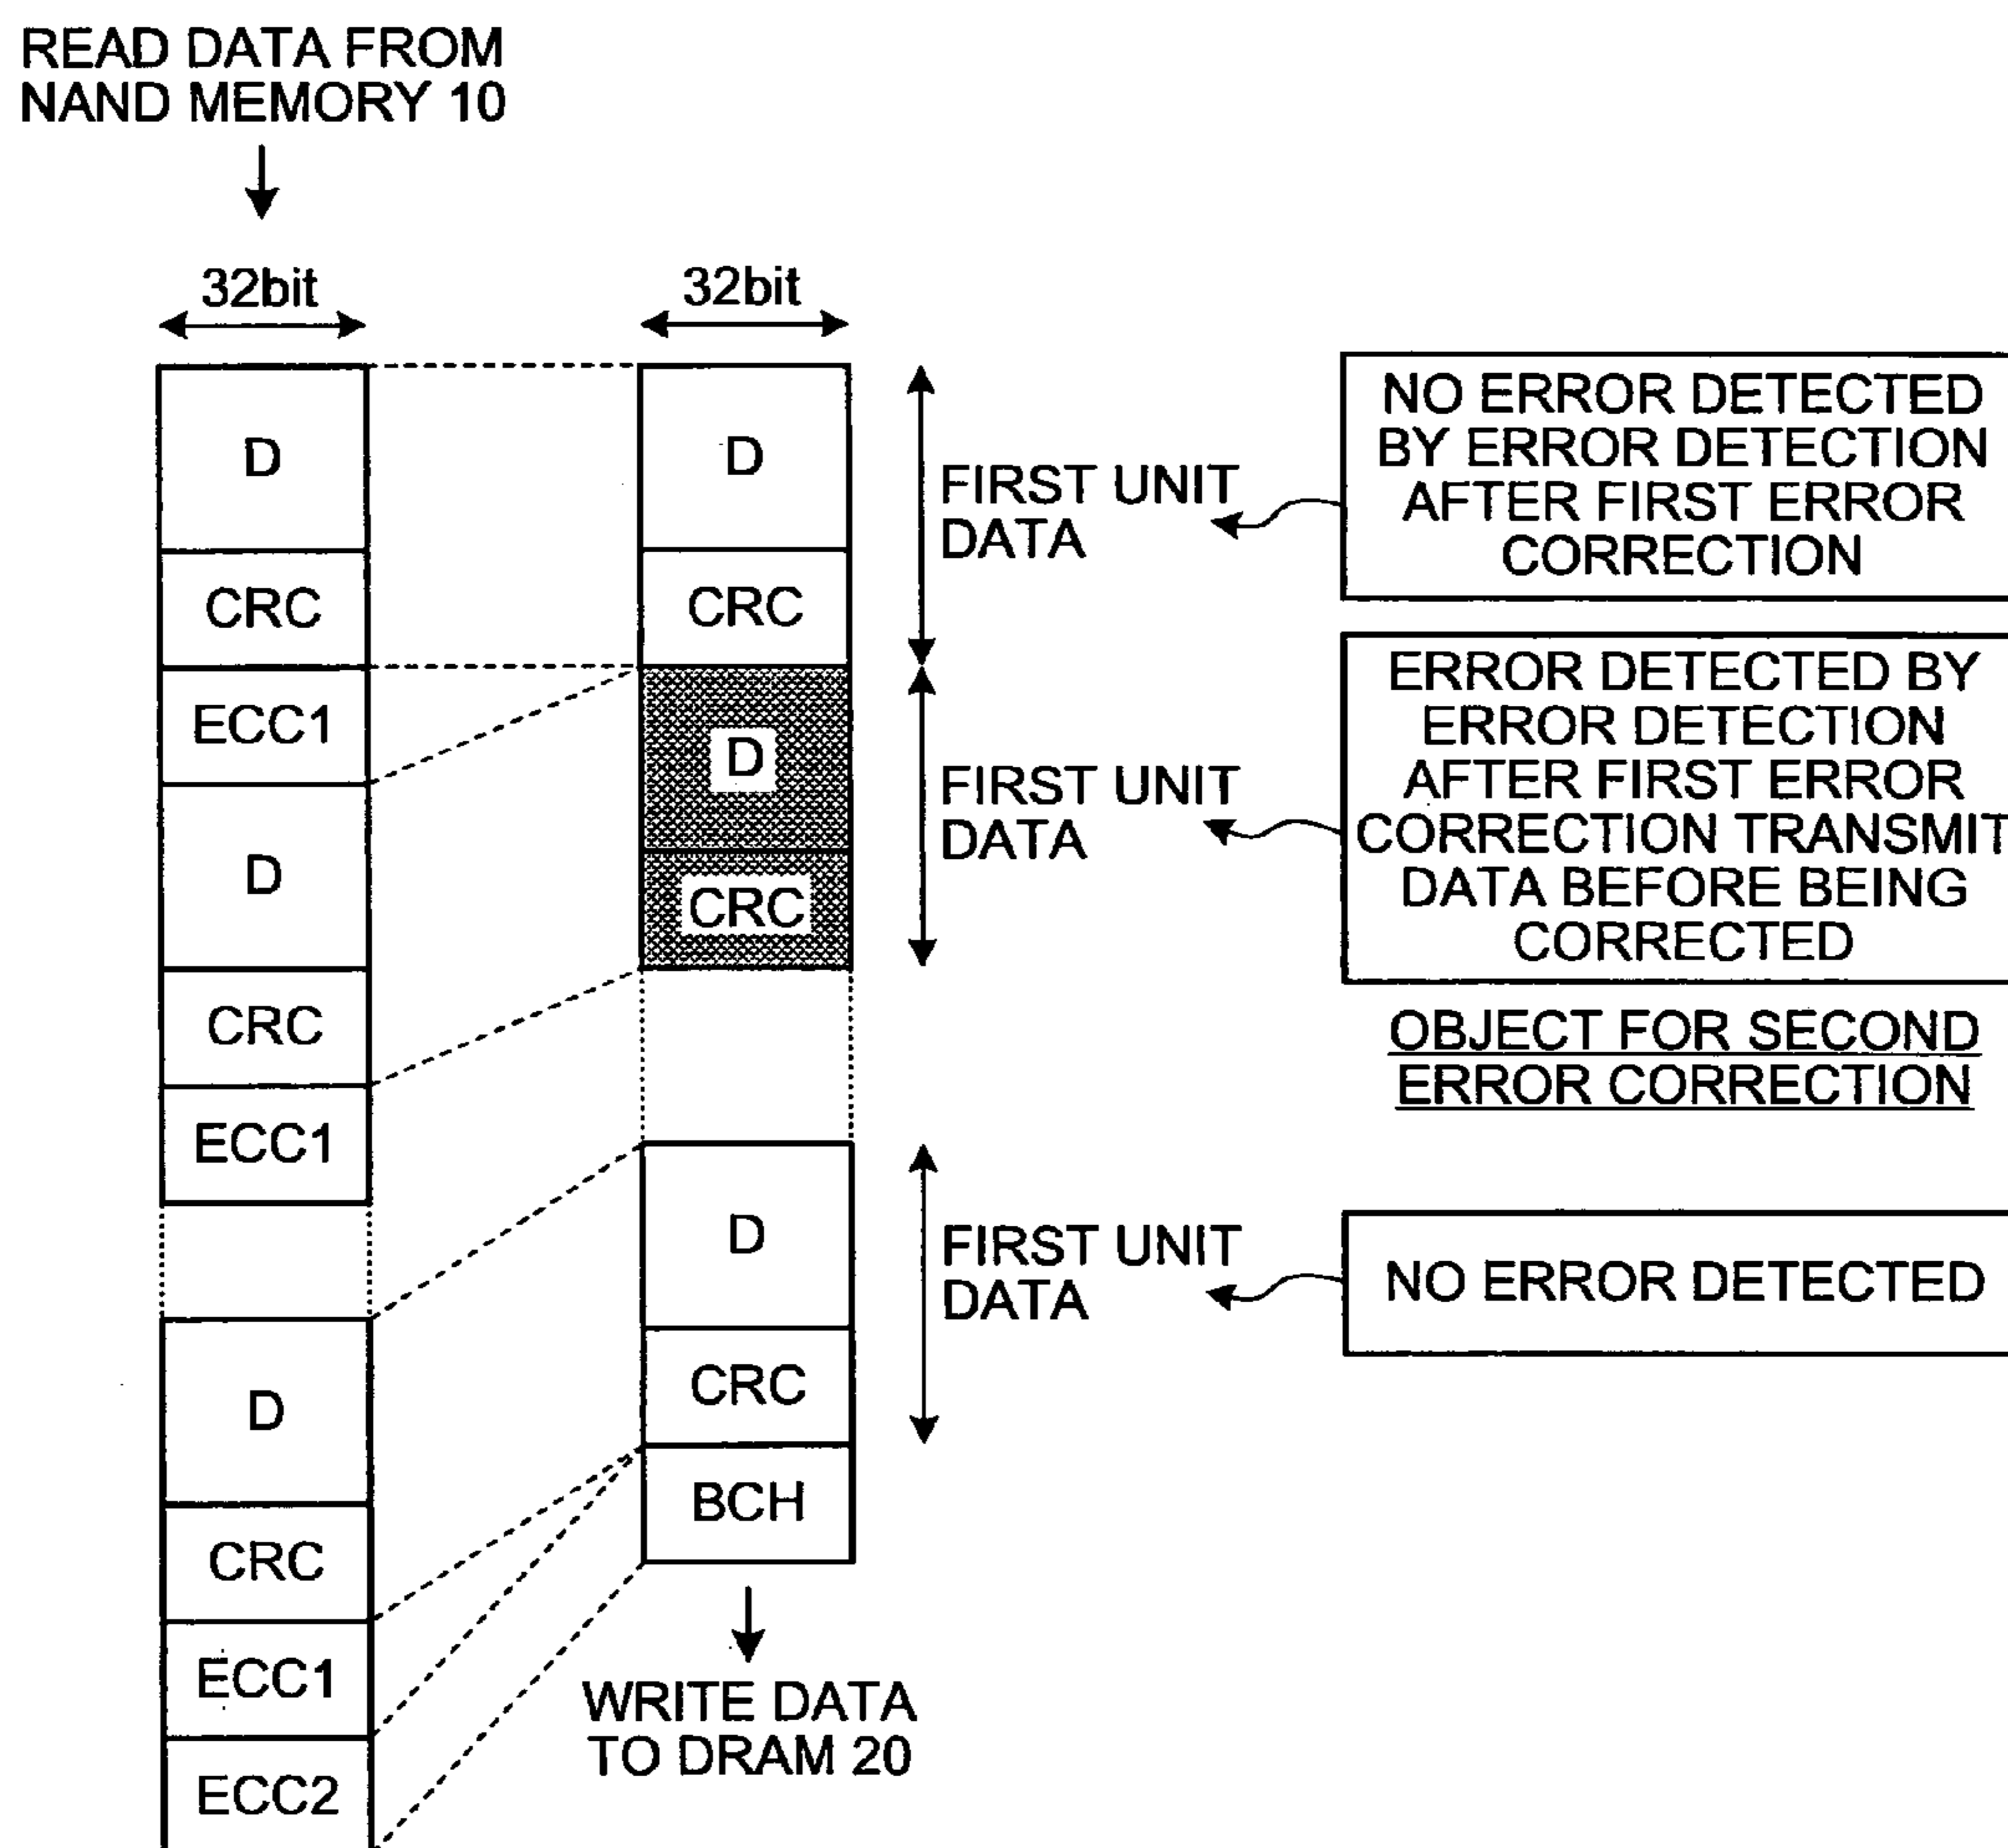 READ DATA FROM
NAND MEMORY 10
32bit
32bit
D
CRC
ECC1
D
CRC
ECC1
D
CRC
ECC1
ECC2
D
CRC
D
CRC
D
CRC
BCH
WRITE DATA
TO DRAM 20
FIRST UNIT
DATA
FIRST UNIT
DATA
FIRST UNIT
DATA
NO ERROR DETECTED
BY ERROR DETECTION
AFTER FIRST ERROR
CORRECTION
ERROR DETECTED BY
ERROR DETECTION
AFTER FIRST ERROR
CORRECTION TRANSMIT
DATA BEFORE BEING
CORRECTED
OBJECT FOR SECOND
ERROR CORRECTION
NO ERROR DETECTED